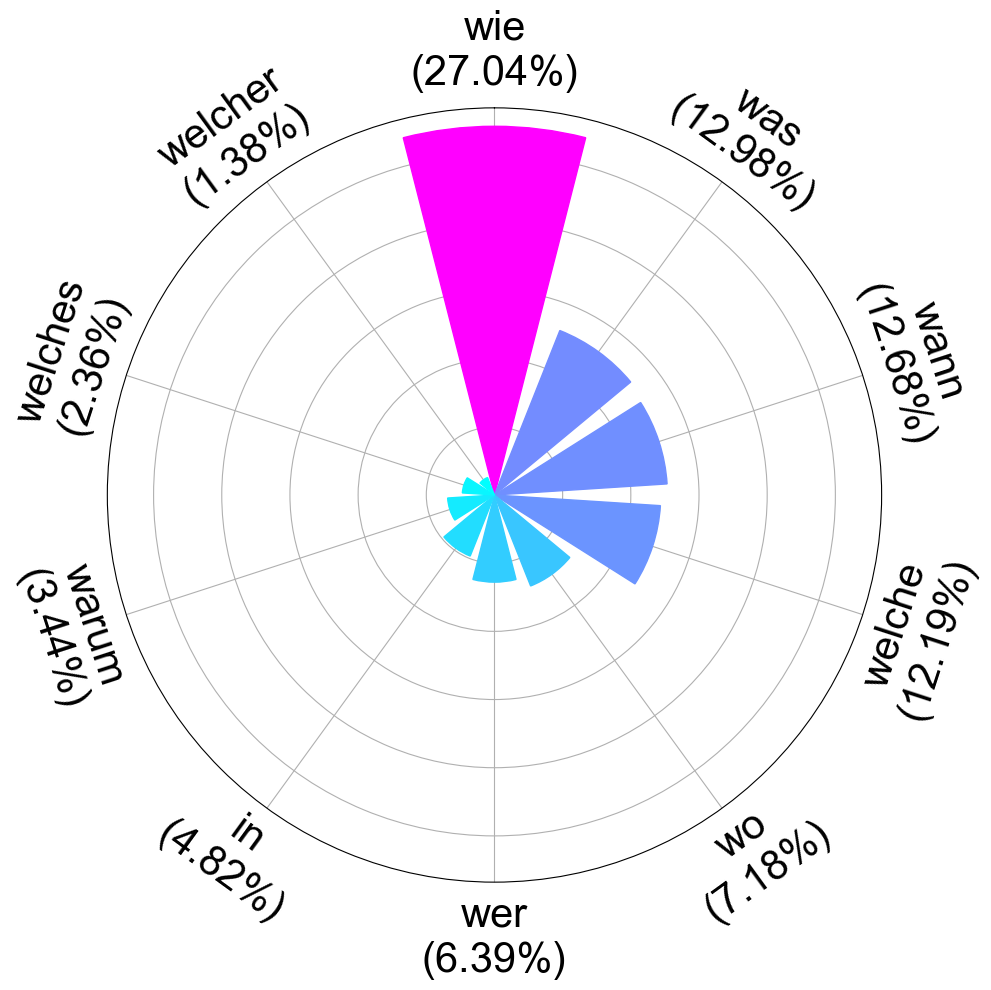 wie
(27.04%)
was
(12.98%)
wann
(12.68%)
welche
(12.19%)
wo
(7.18%)
wer
(6.39%)
in
(4.82%)
warum
(3.44%)
welches
(2.36%)
welcher
(1.38%)